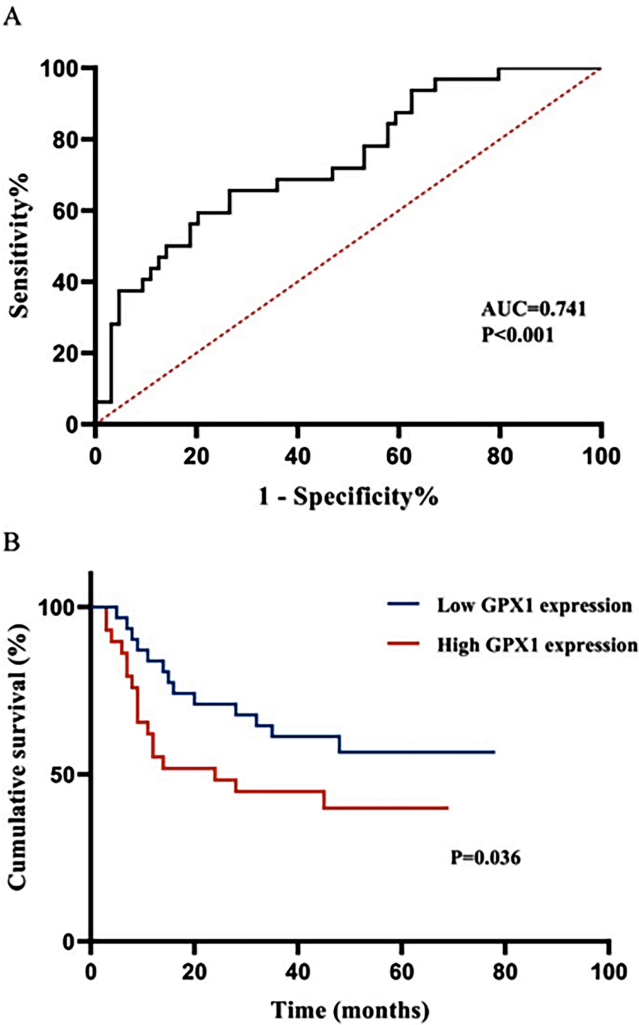 A
Sensitivity%
100
80
60
40
20
0
AUC=0.741
P<0.001
0 20 40 60 80 100
1 - Specificity%
B
Cumulative survival (%)
100
50
0
Low GPX1 expression
High GPX1 expression
P=0.036
0 20 40 60 80 100
Time (months)